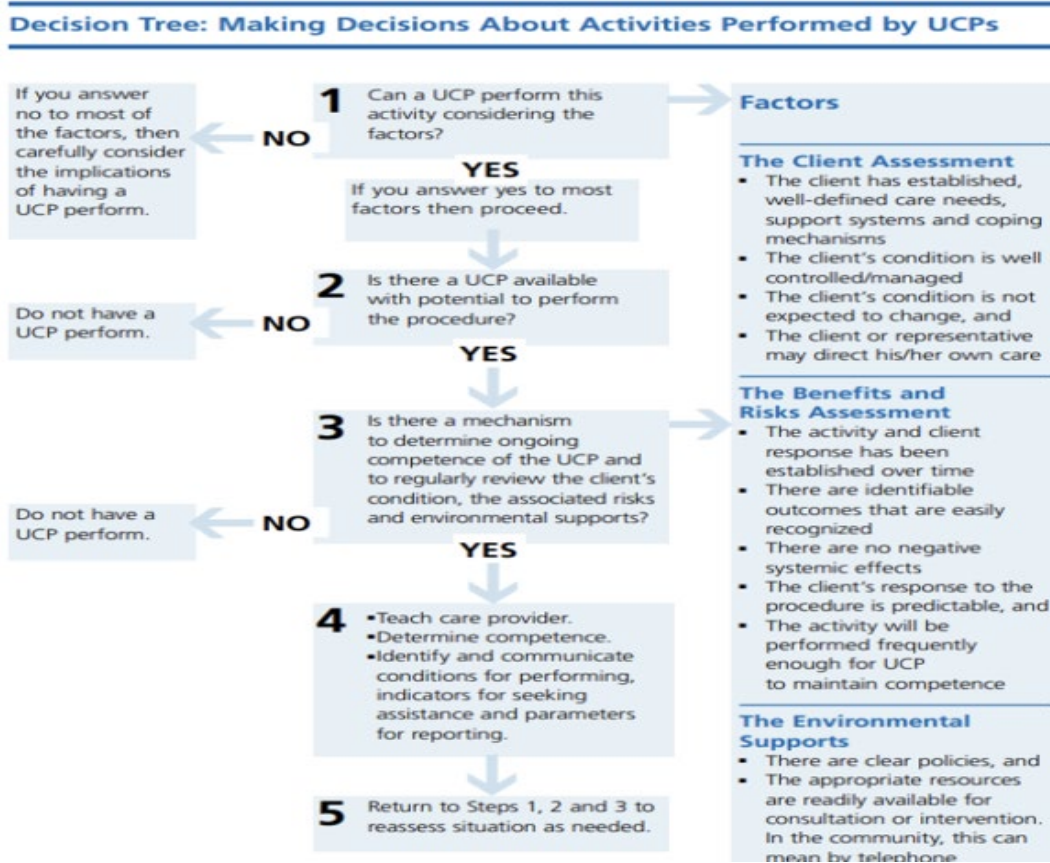 Decision Tree: Making Decisions About Activities Performed by UCPs
If you answer
no to most of
the factors, then
carefully consider
the implications
of having a
UCP perform.
NO
1
Can a UCP perform this
activity considering the
factors?
YES
If you answer yes to most
factors then proceed.
Do not have a
UCP perform.
NO
2
Is there a UCP available
with potential to perform
the procedure?
YES
Do not have a
UCP perform.
NO
3
Is there a mechanism
to determine ongoing
competence of the UCP and
to regularly review the client's
condition, the associated risks
and environmental supports?
YES
4
▪Teach care provider.
▪Determine competence.
▪Identify and communicate
conditions for performing,
indicators for seeking
assistance and parameters
for reporting.
5
Return to Steps 1, 2 and 3 to
reassess situation as needed.
Factors
The Client Assessment
▪ The client has established,
well-defined care needs,
support systems and coping
mechanisms
▪ The client's condition is well
controlled/managed
▪ The client's condition is not
expected to change, and
▪ The client or representative
may direct his/her own care
The Benefits and
Risks Assessment
▪ The activity and client
response has been
established over time
▪ There are identifiable
outcomes that are easily
recognized
▪ There are no negative
systemic effects
▪ The client's response to the
procedure is predictable, and
▪ The activity will be
performed frequently
enough for UCP
to maintain competence
The Environmental
Supports
▪ There are clear policies, and
▪ The appropriate resources
are readily available for
consultation or intervention.
In the community, this can
mean by telephone